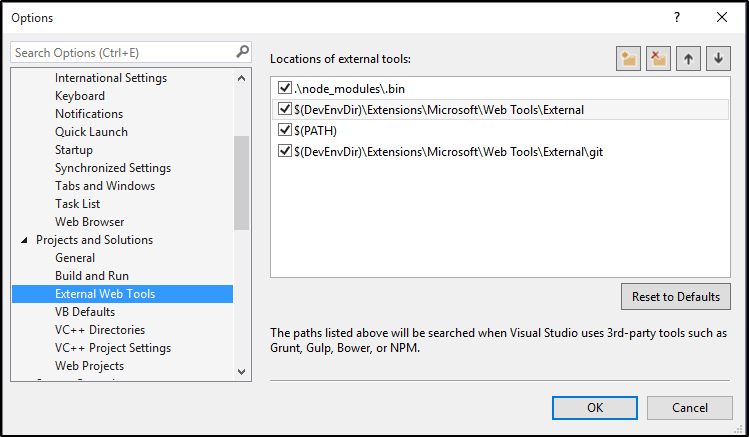 Options
?
Search Options (Ctrl+E)
International Settings
Keyboard
Notifications
Quick Launch
Startup
Synchronized Settings
Tabs and Windows
Task List
Web Browser
Projects and Solutions
General
Build and Run
External Web Tools
VB Defaults
VC++ Directories
VC++ Project Settings
Web Projects
Locations of external tools:
.\node_modules\.bin
$(DevEnvDir)\Extensions\Microsoft\Web Tools\External
$(PATH)
$(DevEnvDir)\Extensions\Microsoft\Web Tools\External\git
Reset to Defaults
The paths listed above will be searched when Visual Studio uses 3rd-party tools such as
Grunt, Gulp, Bower, or NPM.
OK
Cancel